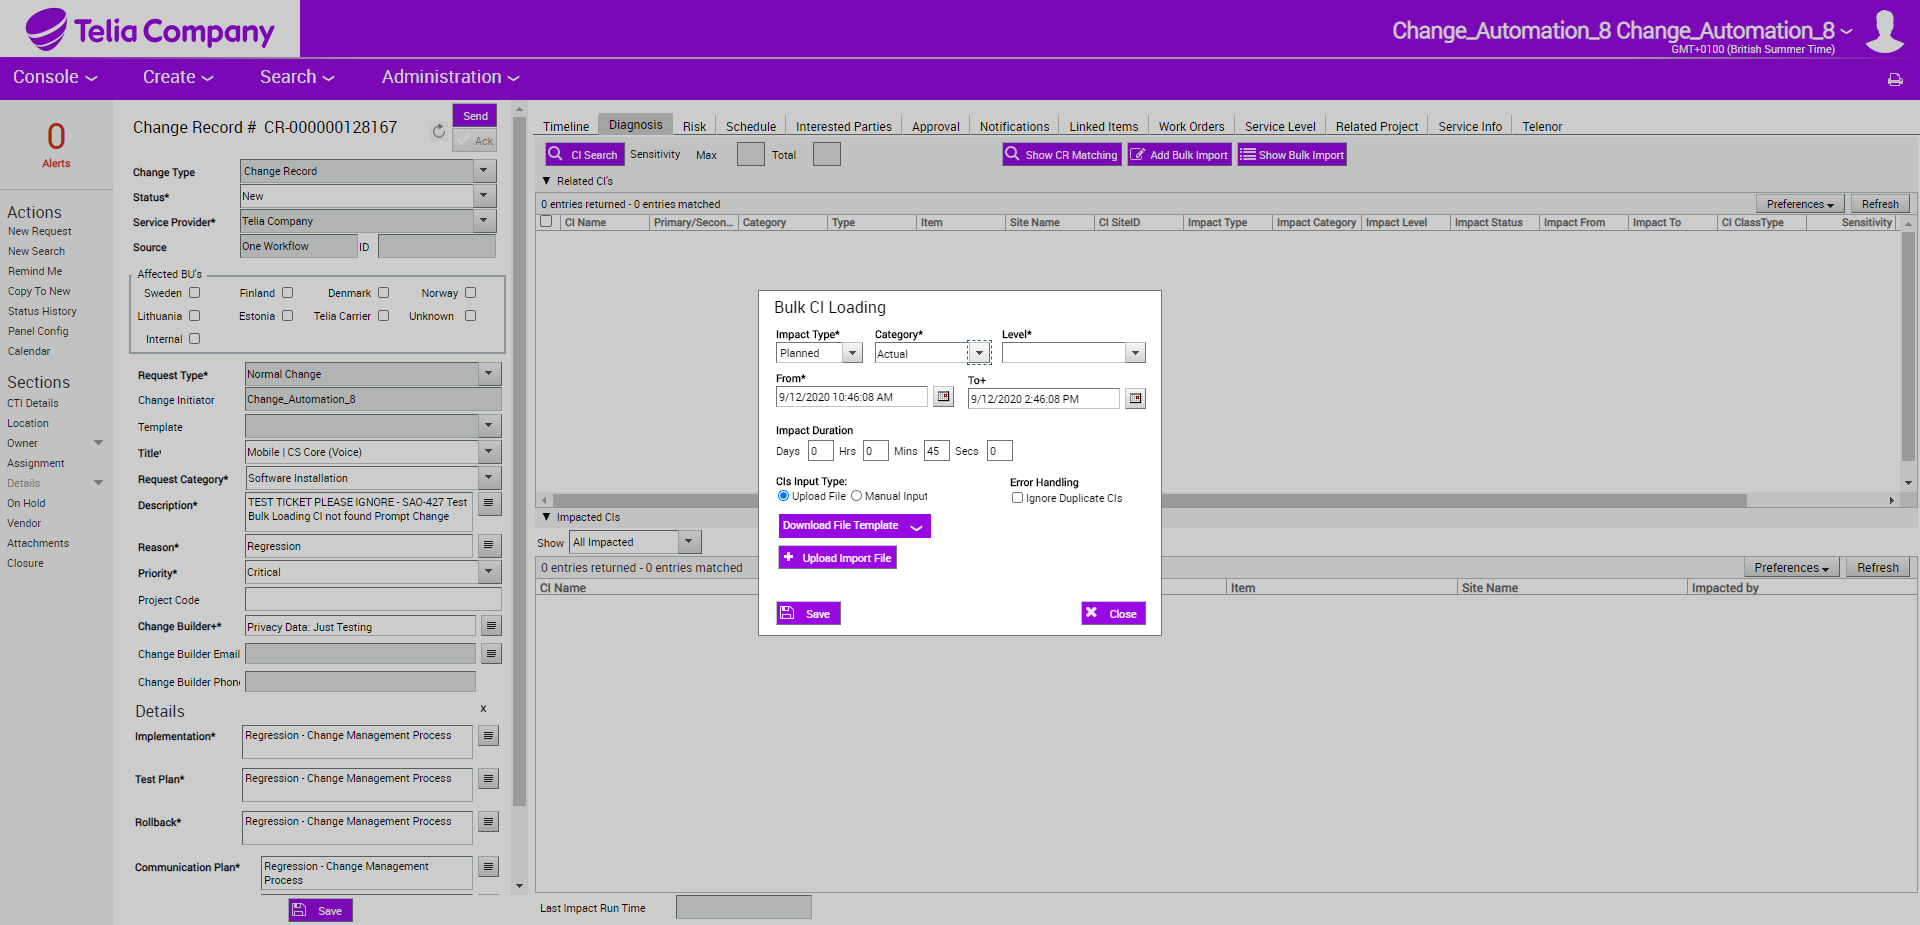 Telia Company
Change_Automation_8 Change_Automation_8
GMT+0100 (British Summer Time)
Console
Create
Search
Administration
0
Alerts
Actions
New Request
New Search
Remind Me
Copy To New
Status History
Panel Config
Calendar
Sections
CTI Details
Location
Owner
Assignment
Details
On Hold
Vendor
Attachments
Closure
Change Record # CR-000000128167
Send
Ack
Change Type Change Record
Status* New
Service Provider* Telia Company
Source One Workflow ID
Affected BU's
Sweden Finland Denmark Norway
Lithuania Estonia Telia Carrier Unknown
Internal
Request Type* Normal Change
Change Initiator Change_Automation_8
Template
Title* Mobile | CS Core (Voice)
Request Category* Software Installation
Description* TEST TICKET PLEASE IGNORE - SAO-427 Test
Bulk Loading CI not found Prompt Change
Reason* Regression
Priority* Critical
Project Code
Change Builder+* Privacy Data: Just Testing
Change Builder Email
Change Builder Phon
Details x
Implementation* Regression - Change Management Process
Test Plan* Regression - Change Management Process
Rollback* Regression - Change Management Process
Communication Plan* Regression - Change Management
Process
Save
Timeline Diagnosis Risk Schedule Interested Parties Approval Notifications Linked Items Work Orders Service Level Related Project Service Info Telenor
CI Search Sensitivity Max Total Show CR Matching Add Bulk Import Show Bulk Import
Related CI's
0 entries returned - 0 entries matched Preferences Refresh
CI Name Primary/Secon... Category Type Item Site Name CI SiteID Impact Type Impact Category Impact Level Impact Status Impact From Impact To CI ClassType Sensitivity
Bulk CI Loading
Impact Type* Category* Level*
Planned Actual
From* To+
9/12/2020 10:46:08 AM 9/12/2020 2:46:08 PM
Impact Duration
Days 0 Hrs 0 Mins 45 Secs 0
CIs Input Type: Error Handling
Upload File Manual Input Ignore Duplicate CIs
Download File Template
Upload Import File
Save Close
Impacted CIs
Show All Impacted
0 entries returned - 0 entries matched Preferences Refresh
CI Name Item Site Name Impacted by
Last Impact Run Time